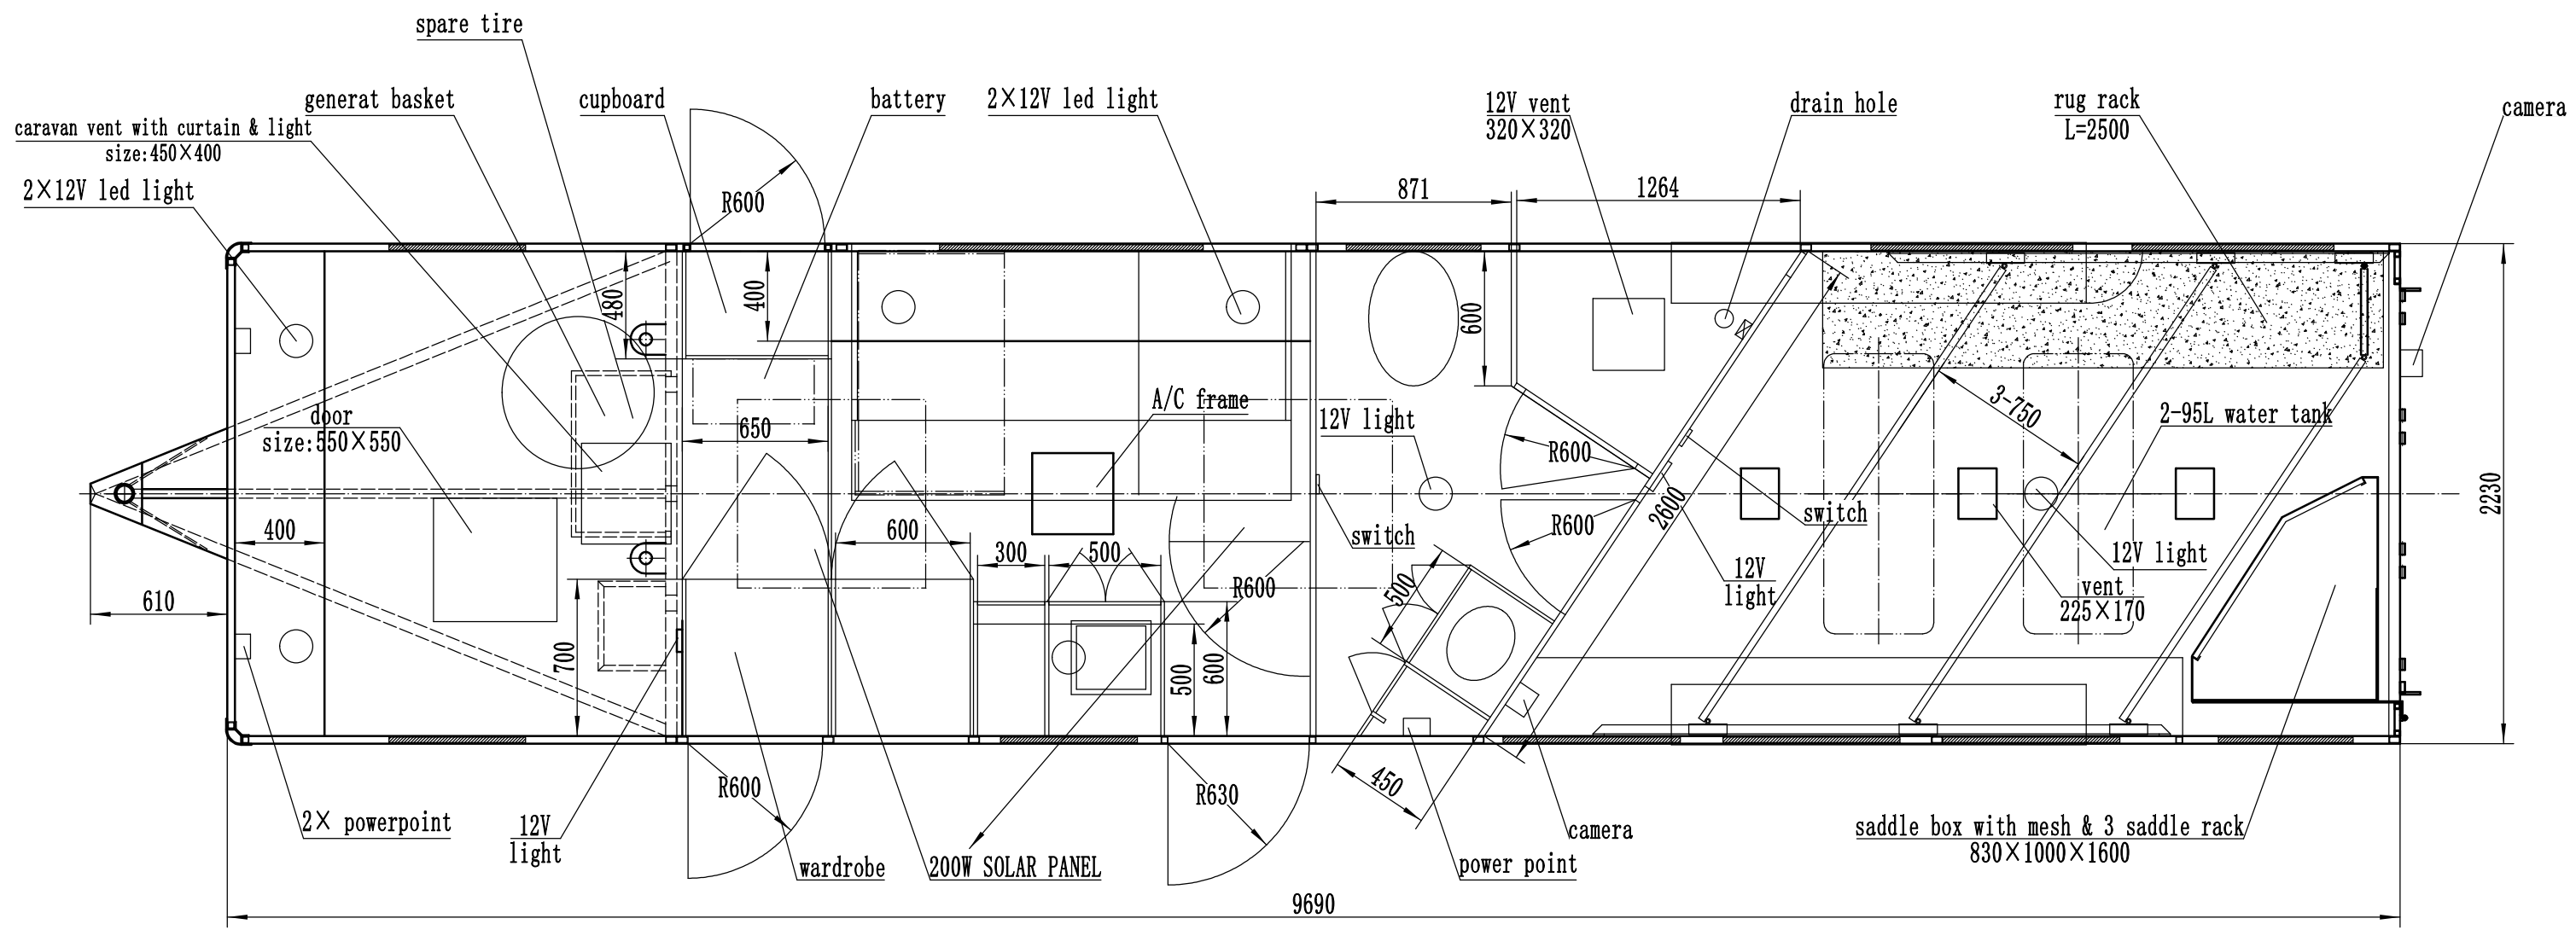 spare tire
generat basket
cupboard
battery
2×12V led light
12V vent
320×320
drain hole
rug rack
L=2500
camera
caravan vent with curtain & light
size:450×400
2×12V led light
R600
871
1264
480
400
600
door
size:550×550
650
A/C frame
12V light
R600
3-750
2-95L water tank
2230
400
600
300
500
switch
R600
2600
switch
12V light
610
700
R600
500
600
500
12V
light
vent
225×170
R600
R630
450
2× powerpoint
12V
light
wardrobe
200W SOLAR PANEL
camera
power point
saddle box with mesh & 3 saddle rack
830×1000×1600
9690